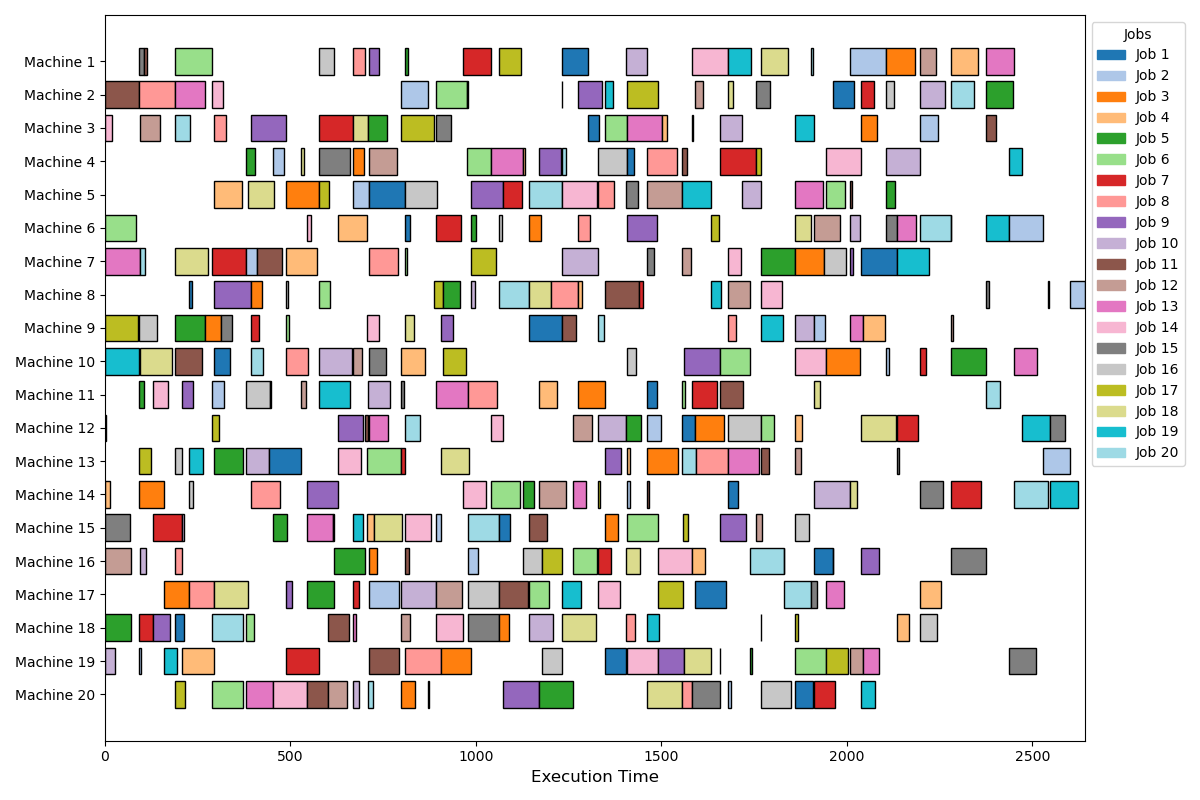 Machine 1
Machine 2
Machine 3
Machine 4
Machine 5
Machine 6
Machine 7
Machine 8
Machine 9
Machine 10
Machine 11
Machine 12
Machine 13
Machine 14
Machine 15
Machine 16
Machine 17
Machine 18
Machine 19
Machine 20
0 500 1000 1500 2000 2500
Execution Time
Jobs
Job 1
Job 2
Job 3
Job 4
Job 5
Job 6
Job 7
Job 8
Job 9
Job 10
Job 11
Job 12
Job 13
Job 14
Job 15
Job 16
Job 17
Job 18
Job 19
Job 20